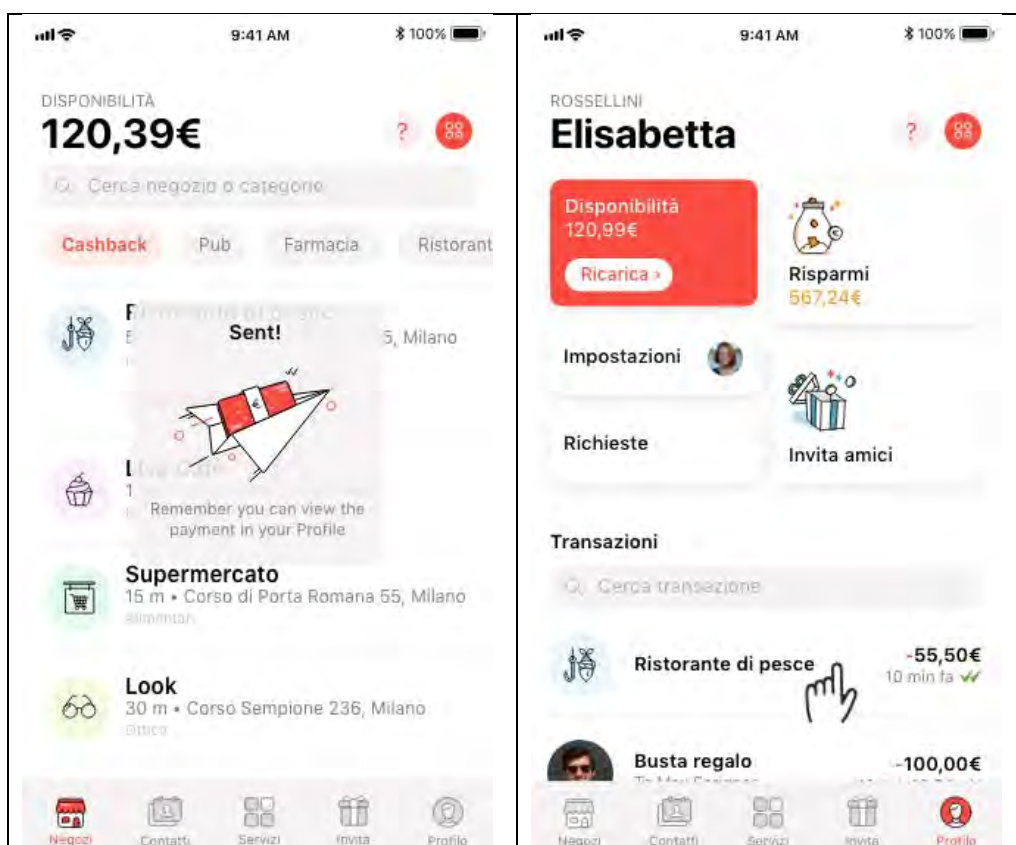 9:41 AM
100%
DISPONIBILITÀ
120,39€
?
Cerca negozio o categorie
Cashback
Pub
Farmacia
Ristorant
Sent!
5, Milano
Remember you can view the
payment in your Profile
Supermercato
15 m • Corso di Porta Romana 55, Milano
Alimentari
Look
30 m • Corso Sempione 236, Milano
Ottica
Negozi
Contatti
Servizi
Invita
Profilo
9:41 AM
100%
ROSSELLINI
Elisabetta
?
Disponibilità
120,99€
Ricarica ›
Risparmi
567,24€
Impostazioni
Richieste
Invita amici
Transazioni
Cerca transazione
Ristorante di pesce
-55,50€
10 min fa
Busta regalo
-100,00€
Negozi
Contatti
Servizi
Invita
Profilo